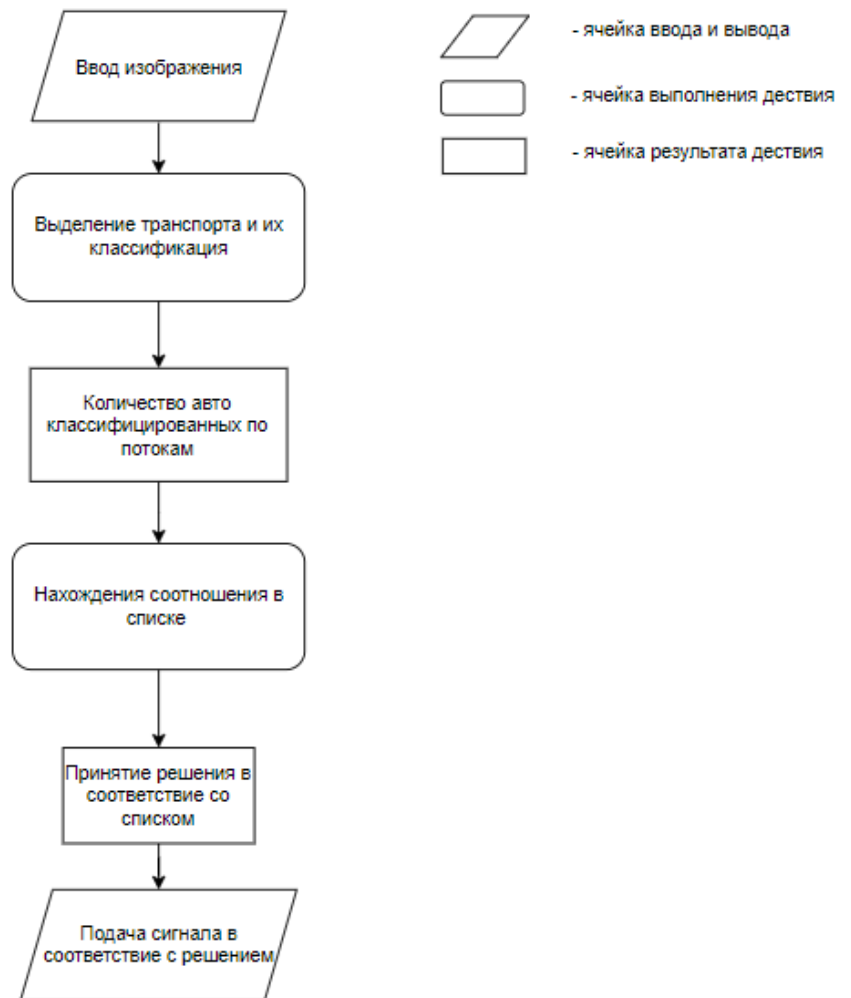 Ввод изображения
Выделение транспорта и их
классификация
Количество авто
классифицированных по
потокам
Нахождения соотношения в
списке
Принятие решения в
соответствие со
списком
Подача сигнала в
соответствие с решением
- ячейка ввода и вывода
- ячейка выполнения дествия
- ячейка результата дествия